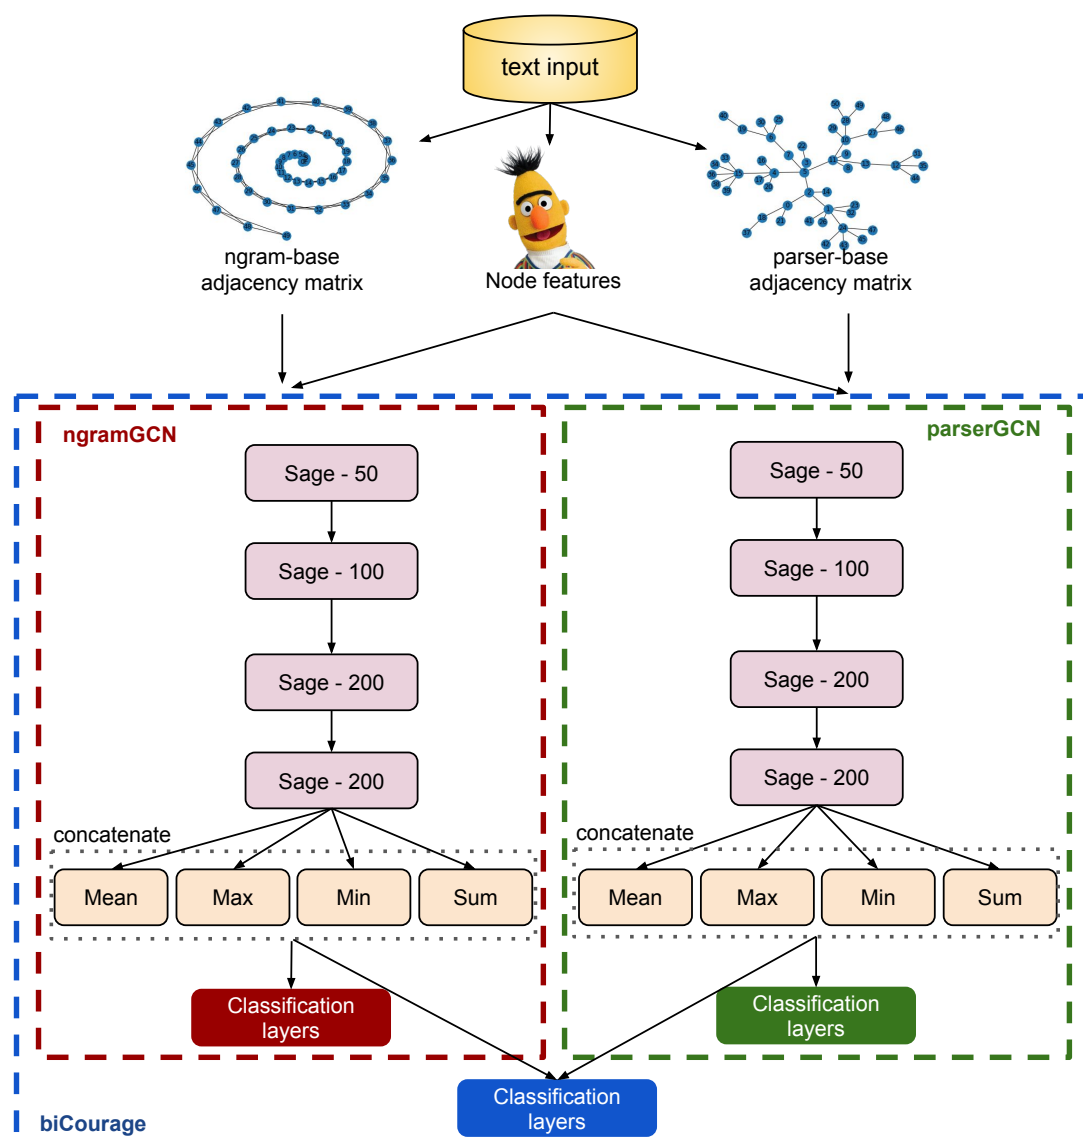 text input
ngram-base
adjacency matrix
Node features
parser-base
adjacency matrix
ngramGCN
parserGCN
Sage - 50
Sage - 50
Sage - 100
Sage - 100
Sage - 200
Sage - 200
Sage - 200
Sage - 200
concatenate
concatenate
Mean
Max
Min
Sum
Mean
Max
Min
Sum
Classification
layers
Classification
layers
Classification
layers
biCourage